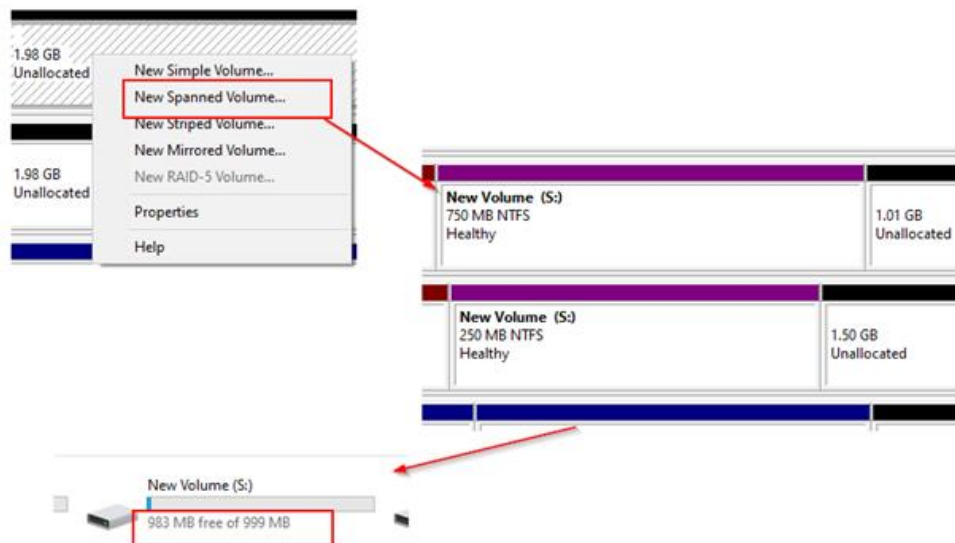 1.98 GB
Unallocated
New Simple Volume...
New Spanned Volume...
New Striped Volume...
New Mirrored Volume...
New RAID-5 Volume...
Properties
Help
1.98 GB
Unallocated
New Volume (S:)
750 MB NTFS
Healthy
1.01 GB
Unallocated
New Volume (S:)
250 MB NTFS
Healthy
1.50 GB
Unallocated
New Volume (S:)
983 MB free of 999 MB